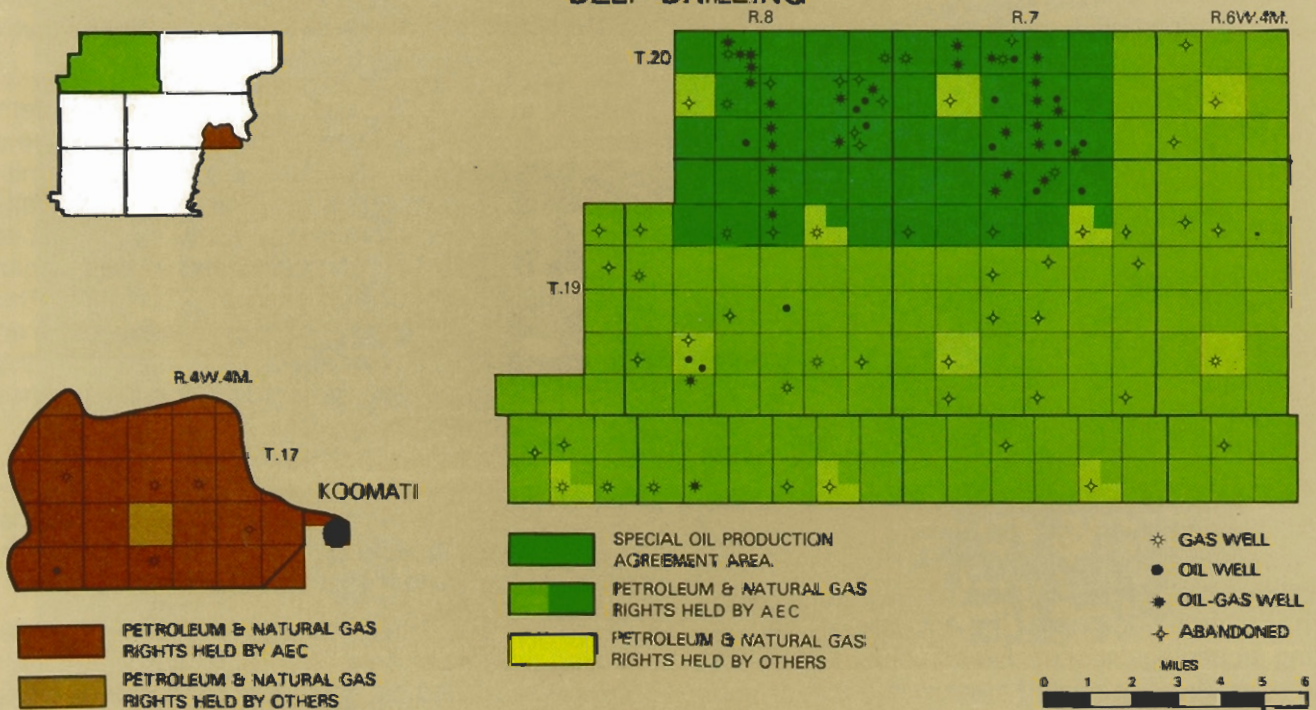 R.8
R.7
R.6W.4M.
T.20
T.19
R.4W.4M.
T.17
KOOMATI
SPECIAL OIL PRODUCTION
AGREEMENT AREA
PETROLEUM & NATURAL GAS
RIGHTS HELD BY AEC
PETROLEUM & NATURAL GAS
RIGHTS HELD BY OTHERS
GAS WELL
OIL WELL
OIL-GAS WELL
ABANDONED
PETROLEUM & NATURAL GAS
RIGHTS HELD BY AEC
PETROLEUM & NATURAL GAS
RIGHTS HELD BY OTHERS
MILES
0 1 2 3 4 5 6